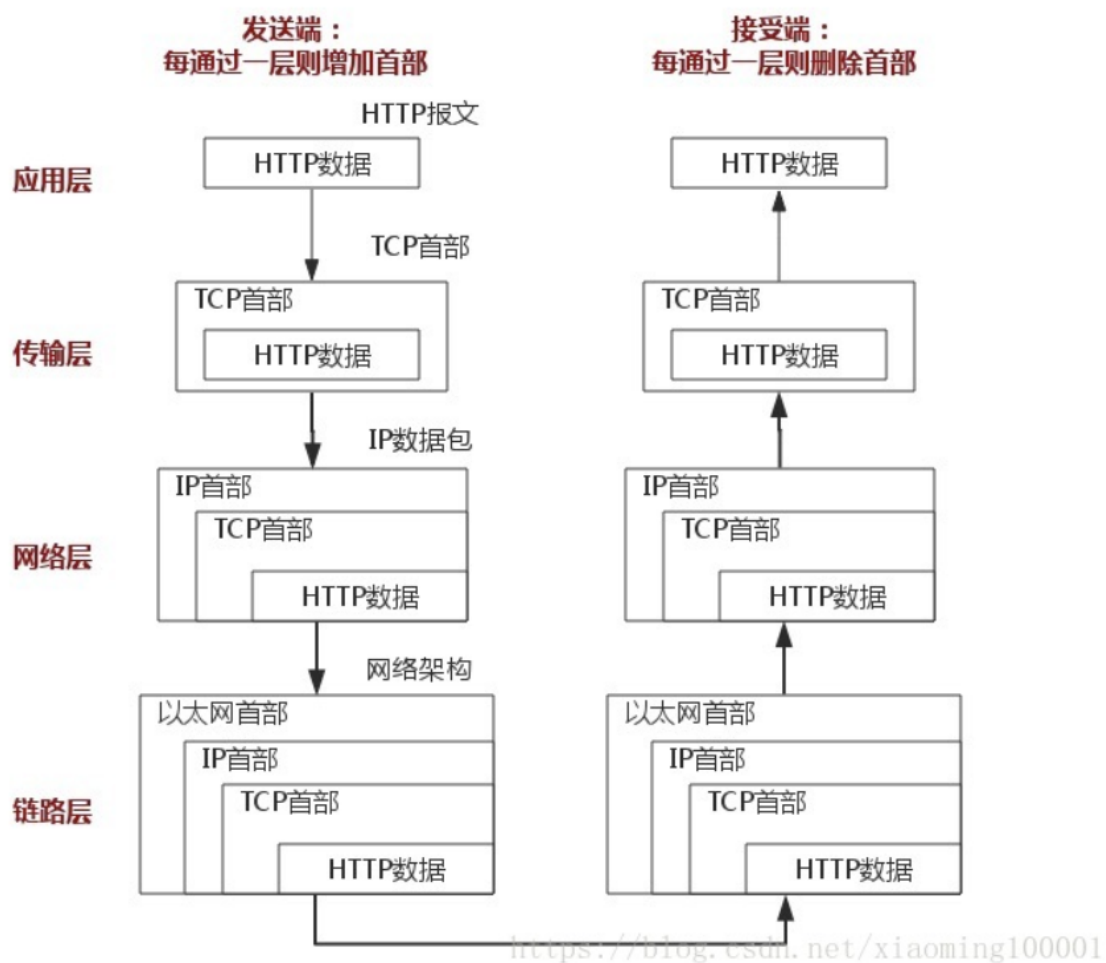 发送端：
每通过一层则增加首部
接受端：
每通过一层则删除首部
HTTP报文
应用层
HTTP数据
HTTP数据
TCP首部
TCP首部
TCP首部
传输层
HTTP数据
HTTP数据
IP数据包
IP首部
IP首部
TCP首部
TCP首部
网络层
HTTP数据
HTTP数据
网络架构
以太网首部
以太网首部
IP首部
IP首部
TCP首部
TCP首部
链路层
HTTP数据
HTTP数据
https://blog.csdn.net/xiaoming100001